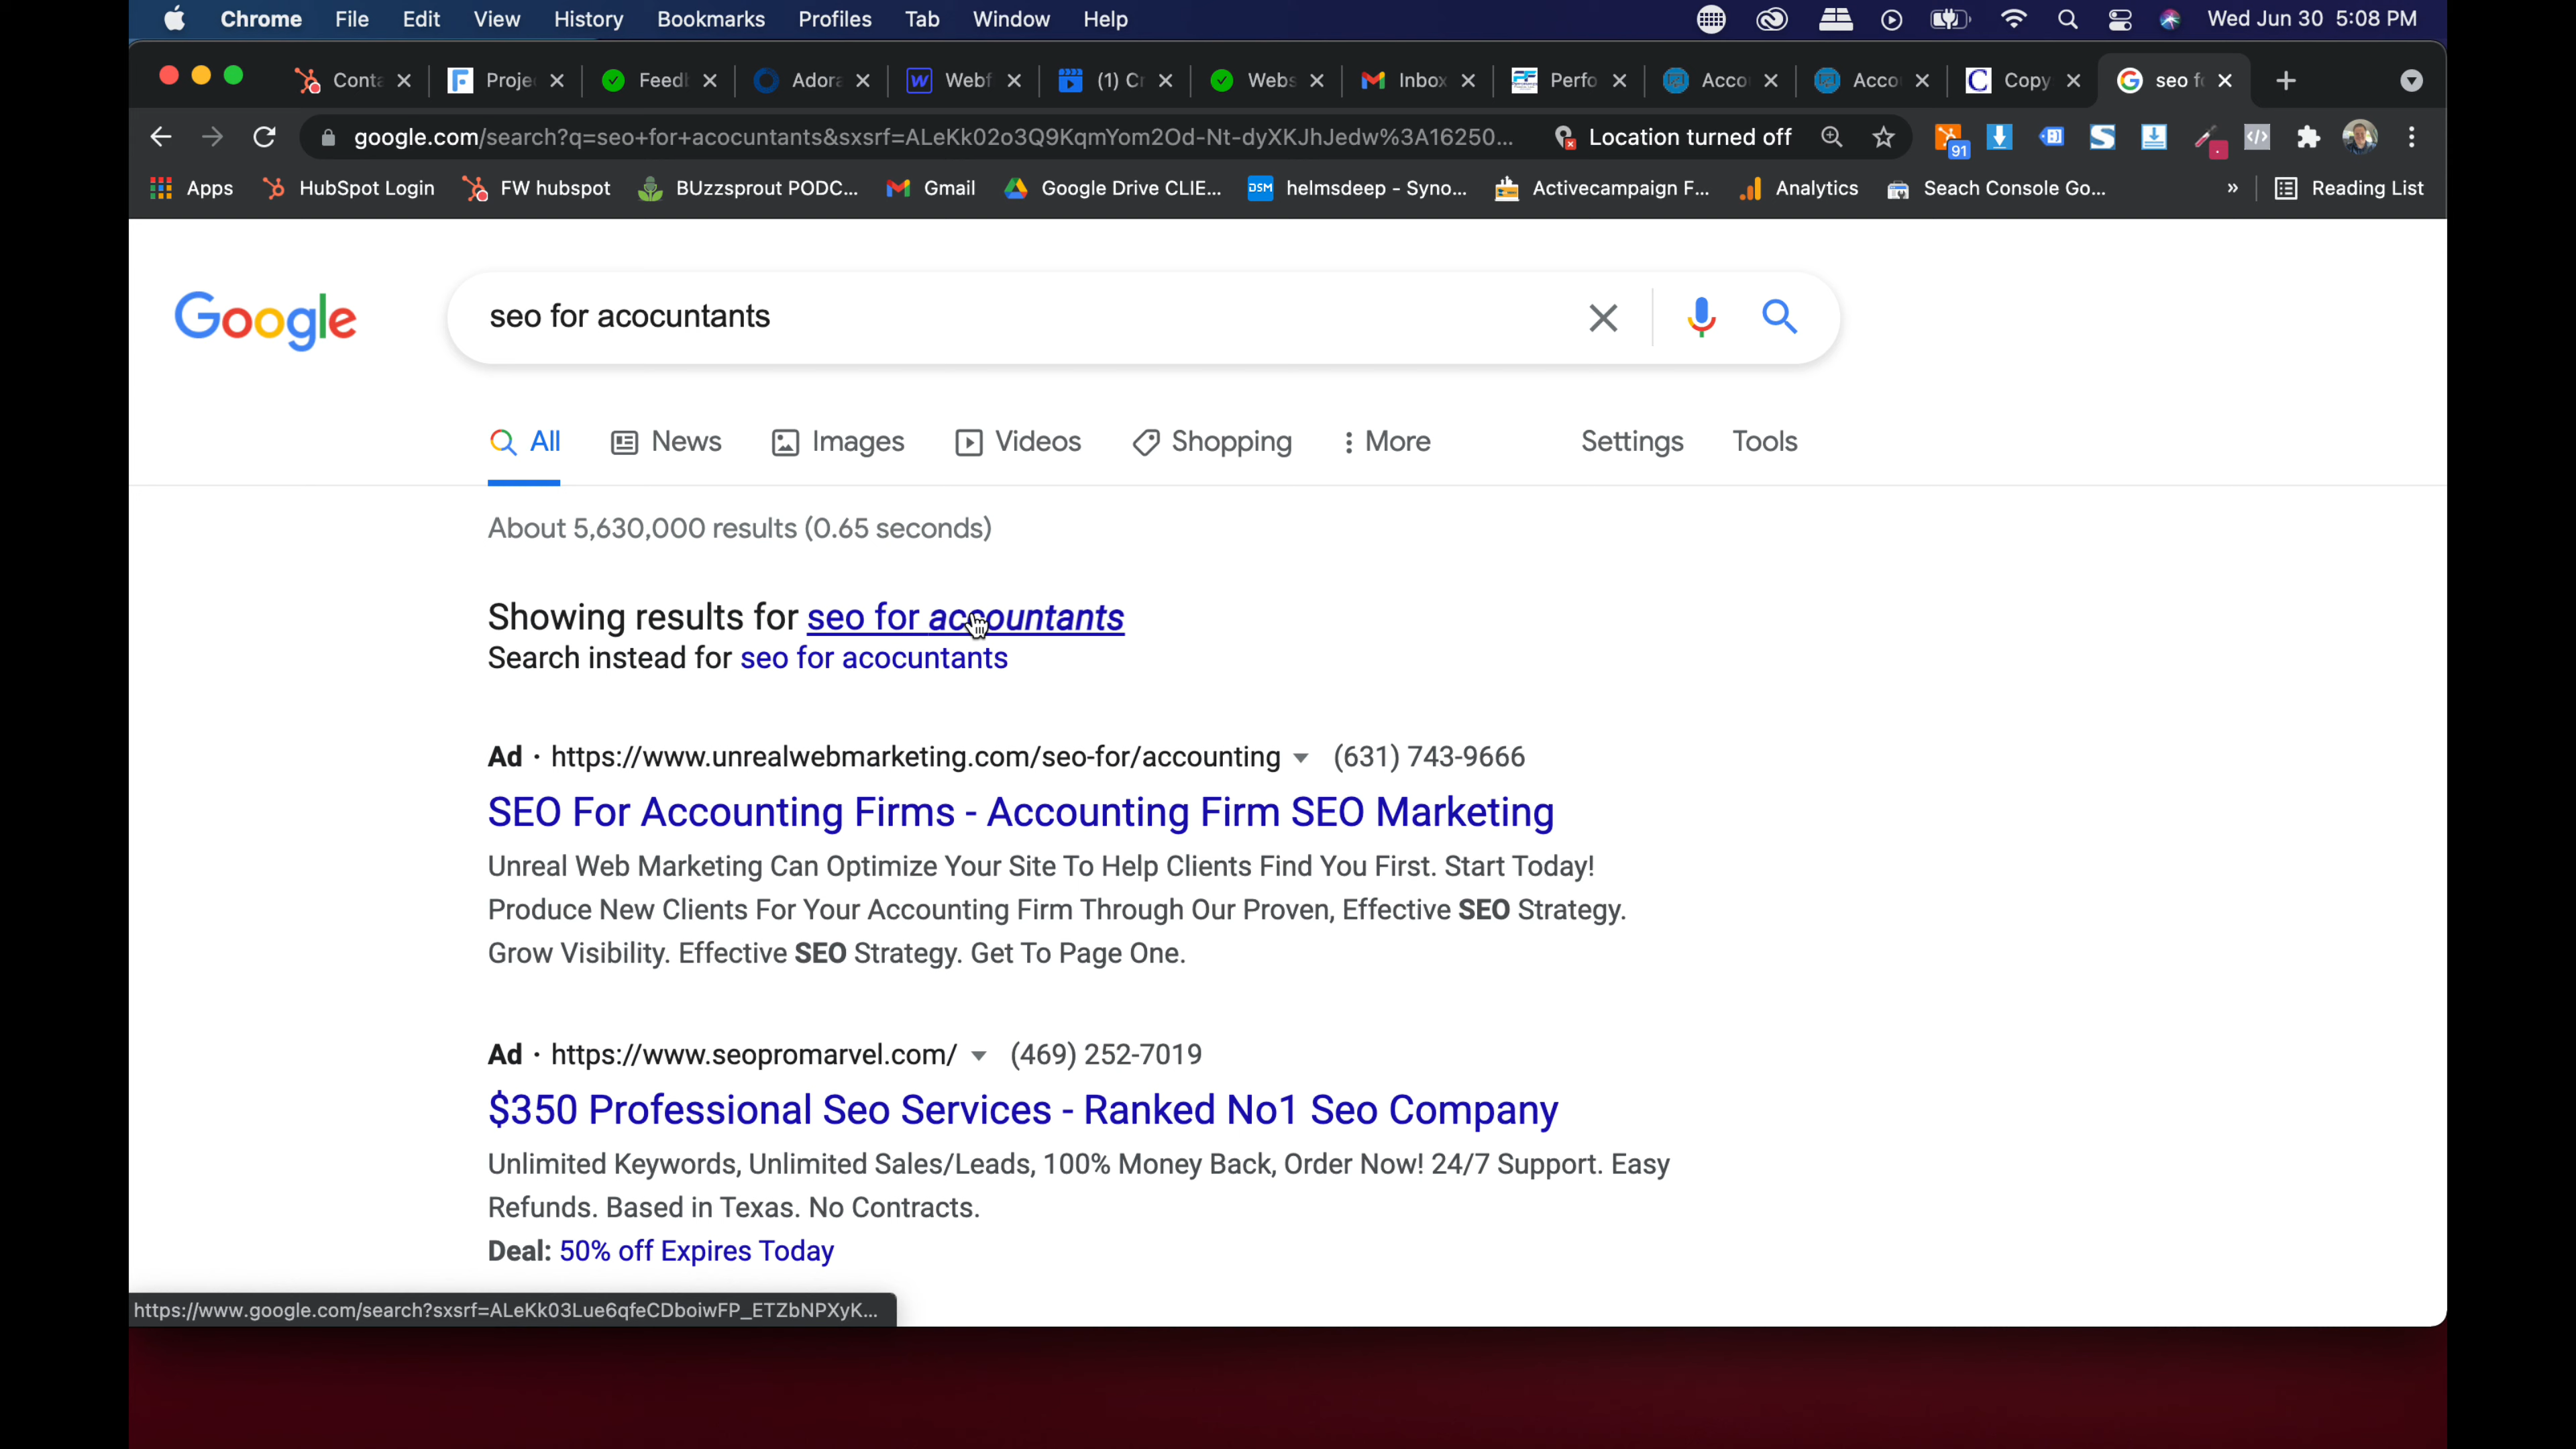 Chrome File Edit View History Bookmarks Profiles Tab Window Help Wed Jun 30 5:08 PM
Conta Proje Feedb Adora Webf (1) Cr Webs Inbox Perfo Acco Acco Copy. seo f
google.com/search?q=seo+for+acocuntants&sxsrf=ALeKk02o3Q9KqmYom2Od-Nt-dyXKJhJedw%3A16250... Location turned off 91
Apps HubSpot Login FW hubspot BUzzsprout PODC... Gmail Google Drive CLIE... DSM helmsdeep - Syno... Activecampaign F... Analytics Seach Console Go... » Reading List
Google seo for acocuntants
All News Images Videos Shopping More Settings Tools
About 5,630,000 results (0.65 seconds)
Showing results for seo for accountants
Search instead for seo for acocuntants
Ad · https://www.unrealwebmarketing.com/seo-for/accounting (631) 743-9666
SEO For Accounting Firms - Accounting Firm SEO Marketing
Unreal Web Marketing Can Optimize Your Site To Help Clients Find You First. Start Today!
Produce New Clients For Your Accounting Firm Through Our Proven, Effective SEO Strategy.
Grow Visibility. Effective SEO Strategy. Get To Page One.
Ad · https://www.seopromarvel.com/ (469) 252-7019
$350 Professional Seo Services - Ranked No1 Seo Company
Unlimited Keywords, Unlimited Sales/Leads, 100% Money Back, Order Now! 24/7 Support. Easy
Refunds. Based in Texas. No Contracts.
Deal: 50% off Expires Today
https://www.google.com/search?sxsrf=ALeKk03Lue6qfeCDboiwFP_ETZbNPXyK...